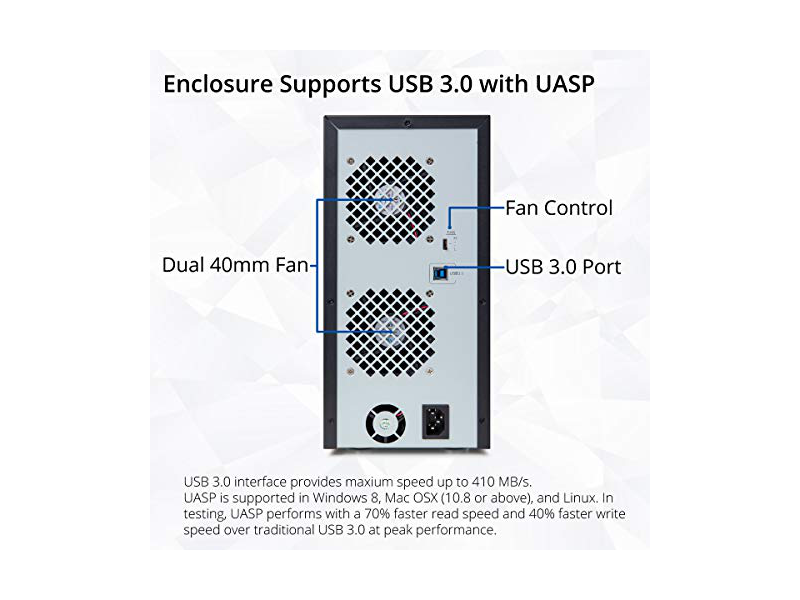 Enclosure Supports USB 3.0 with UASP
Fan Control
Dual 40mm Fan
USB 3.0 Port
USB 3.0 interface provides maxium speed up to 410 MB/s.
UASP is supported in Windows 8, Mac OSX (10.8 or above), and Linux. In
testing, UASP performs with a 70% faster read speed and 40% faster write
speed over traditional USB 3.0 at peak performance.